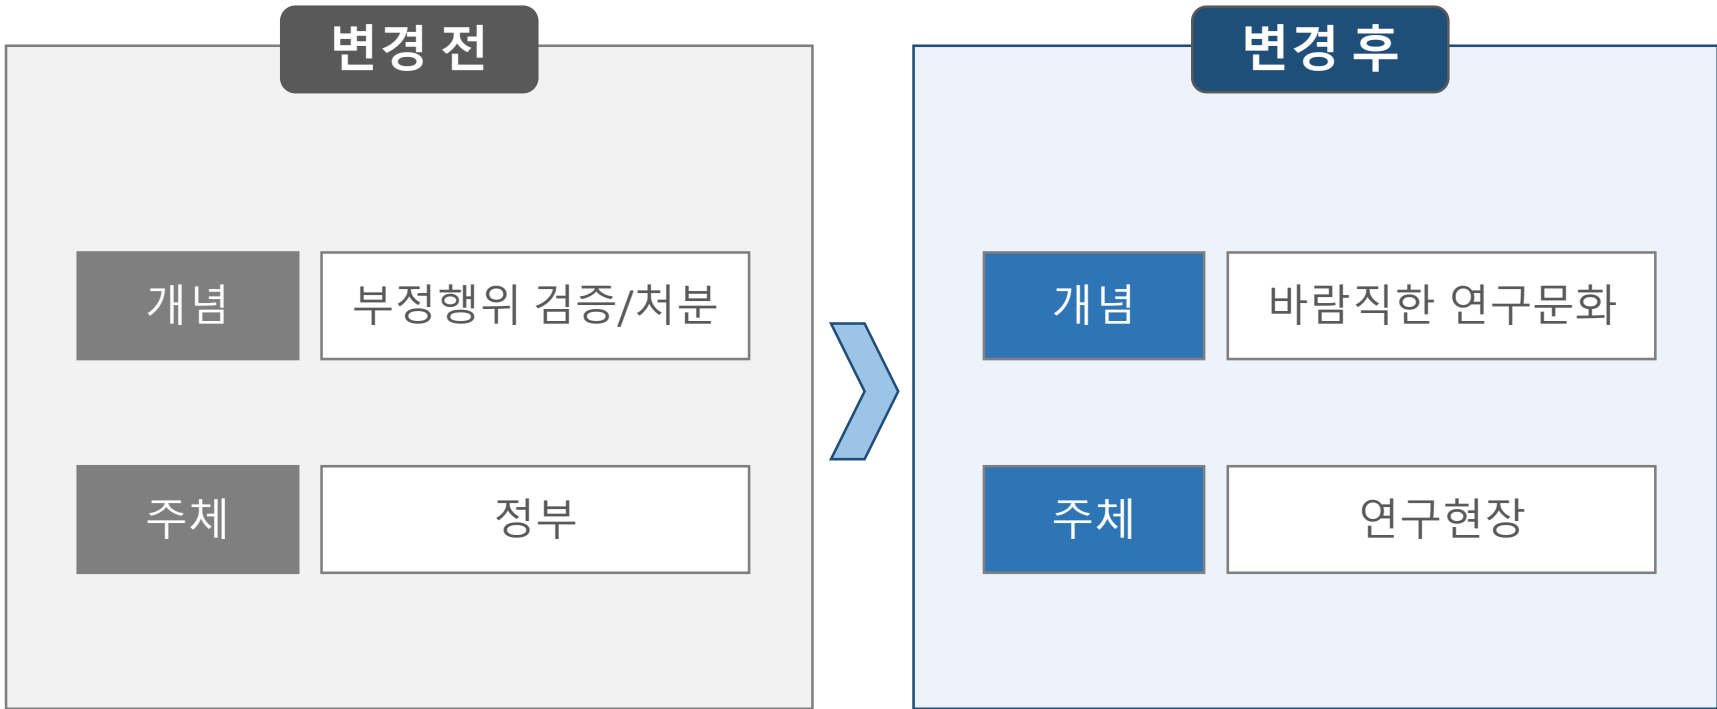 변경 전
개념
부정행위 검증/처분
주체
정부
변경 후
개념
바람직한 연구문화
주체
연구현장